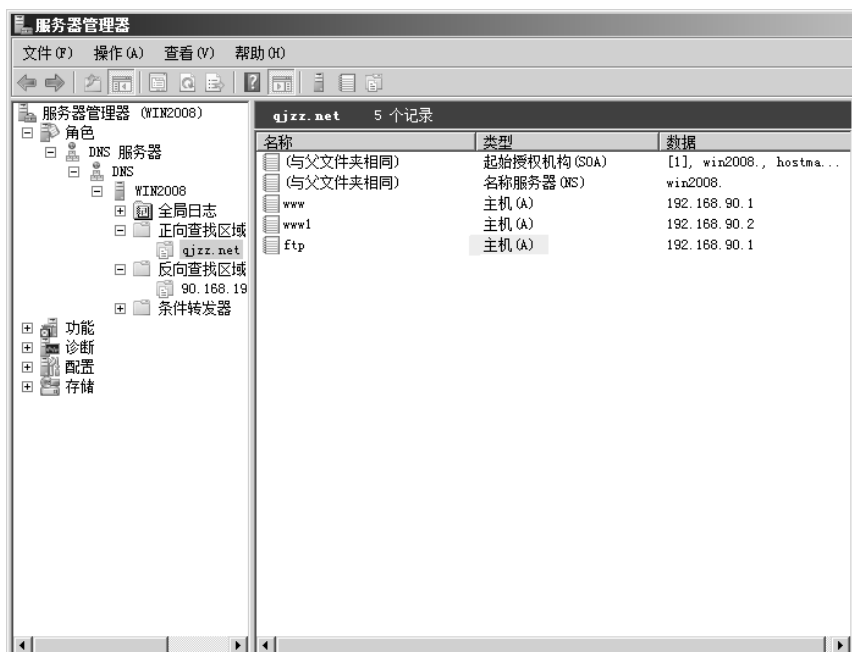 服务器管理器
文件(F) 操作(A) 查看(V) 帮助(H)
服务器管理器 (WIN2008)
角色
DNS 服务器
DNS
WIN2008
全局日志
正向查找区域
qjzz.net
反向查找区域
90.168.19
条件转发器
功能
诊断
配置
存储
qjzz.net 5 个记录
名称 类型 数据
(与父文件夹相同) 起始授权机构(SOA) [1], win2008., hostma...
(与父文件夹相同) 名称服务器(NS) win2008.
www 主机(A) 192.168.90.1
www1 主机(A) 192.168.90.2
ftp 主机(A) 192.168.90.1